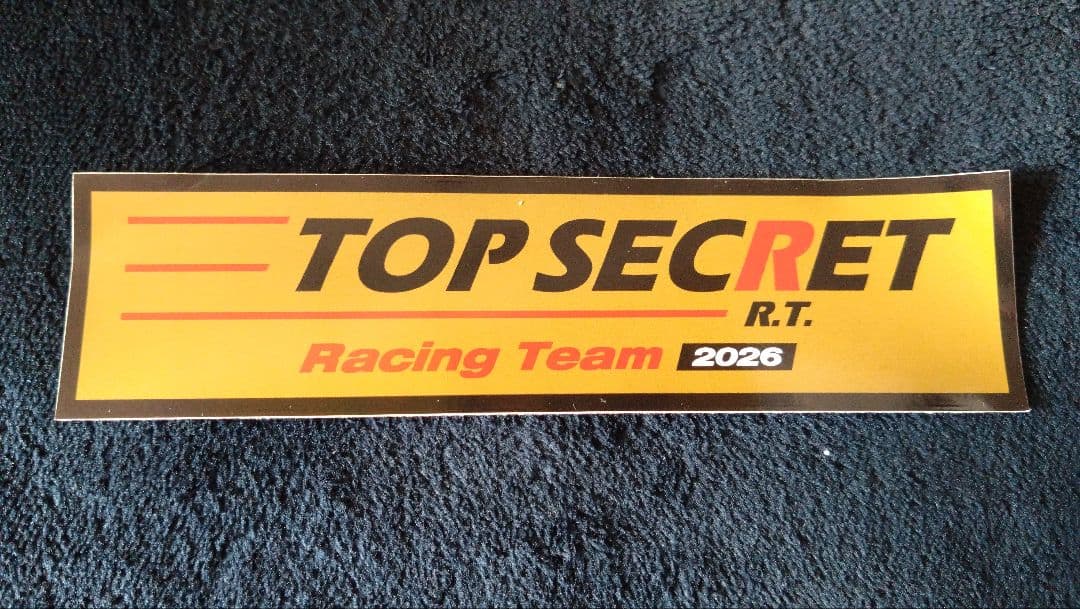 TOP SECRET
R.T.
Racing Team 2026